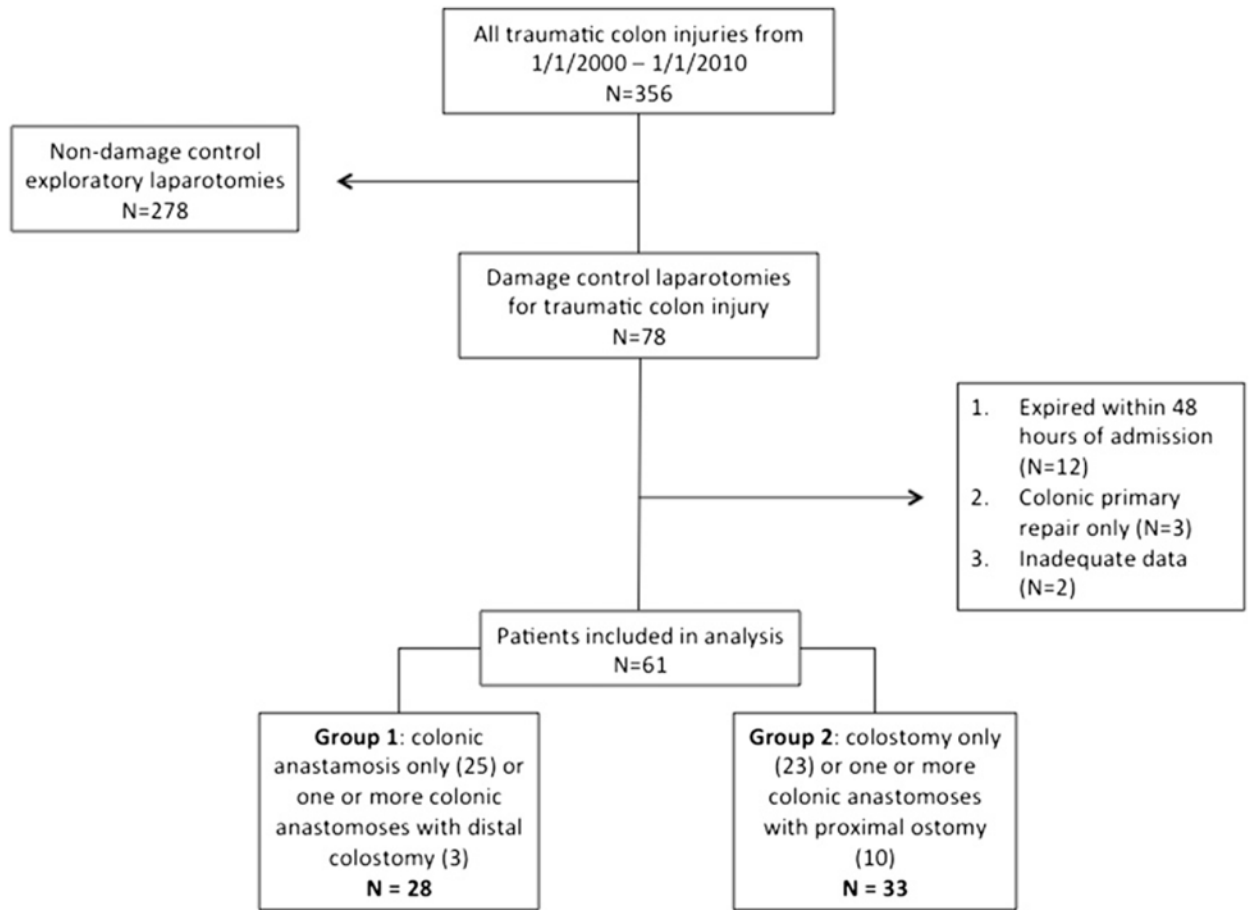 All traumatic colon injuries from
1/1/2000 – 1/1/2010
N=356
Non-damage control
exploratory laparotomies
N=278
Damage control laparotomies
for traumatic colon injury
N=78
1. Expired within 48
hours of admission
(N=12)
2. Colonic primary
repair only (N=3)
3. Inadequate data
(N=2)
Patients included in analysis
N=61
Group 1: colonic
anastamosis only (25) or
one or more colonic
anastomoses with distal
colostomy (3)
N = 28
Group 2: colostomy only
(23) or one or more
colonic anastomoses
with proximal ostomy
(10)
N = 33